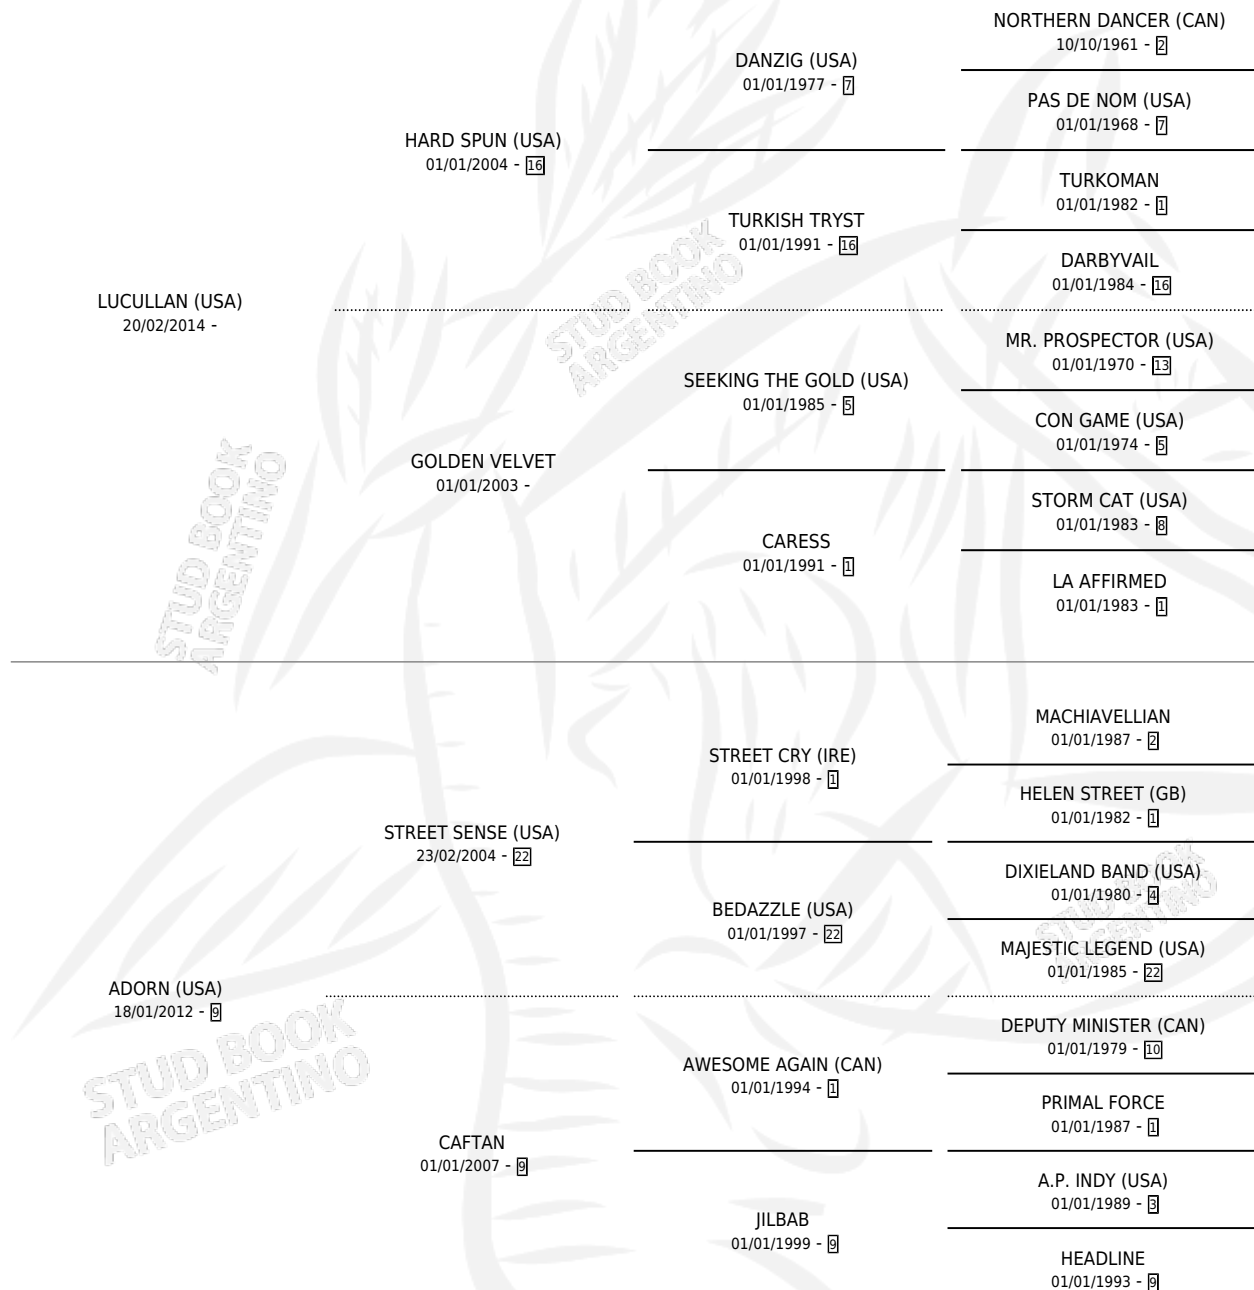 NORTHERN DANCER (CAN)
10/10/1961 - 2
DANZIG (USA)
01/01/1977 - 7
PAS DE NOM (USA)
01/01/1968 - 7
HARD SPUN (USA)
01/01/2004 - 16
TURKOMAN
01/01/1982 - 1
TURKISH TRYST
01/01/1991 - 16
DARBYVAIL
01/01/1984 - 16
LUCULLAN (USA)
20/02/2014 -
MR. PROSPECTOR (USA)
01/01/1970 - 13
SEEKING THE GOLD (USA)
01/01/1985 - 5
CON GAME (USA)
01/01/1974 - 5
GOLDEN VELVET
01/01/2003 -
STORM CAT (USA)
01/01/1983 - 8
CARESS
01/01/1991 - 1
LA AFFIRMED
01/01/1983 - 1
MACHIAVELLIAN
01/01/1987 - 2
STREET CRY (IRE)
01/01/1998 - 1
HELEN STREET (GB)
01/01/1982 - 1
STREET SENSE (USA)
23/02/2004 - 22
DIXIELAND BAND (USA)
01/01/1980 - 4
BEDAZZLE (USA)
01/01/1997 - 22
MAJESTIC LEGEND (USA)
01/01/1985 - 22
ADORN (USA)
18/01/2012 - 9
DEPUTY MINISTER (CAN)
01/01/1979 - 10
AWESOME AGAIN (CAN)
01/01/1994 - 1
PRIMAL FORCE
01/01/1987 - 1
CAFTAN
01/01/2007 - 9
A.P. INDY (USA)
01/01/1989 - 3
JILBAB
01/01/1999 - 9
HEADLINE
01/01/1993 - 9
STUD BOOK
ARGENTINO
STUD BOOK
ARGENTINO
STUD BOOK
ARGENTINO
STUD BOOK
ARGENTINO